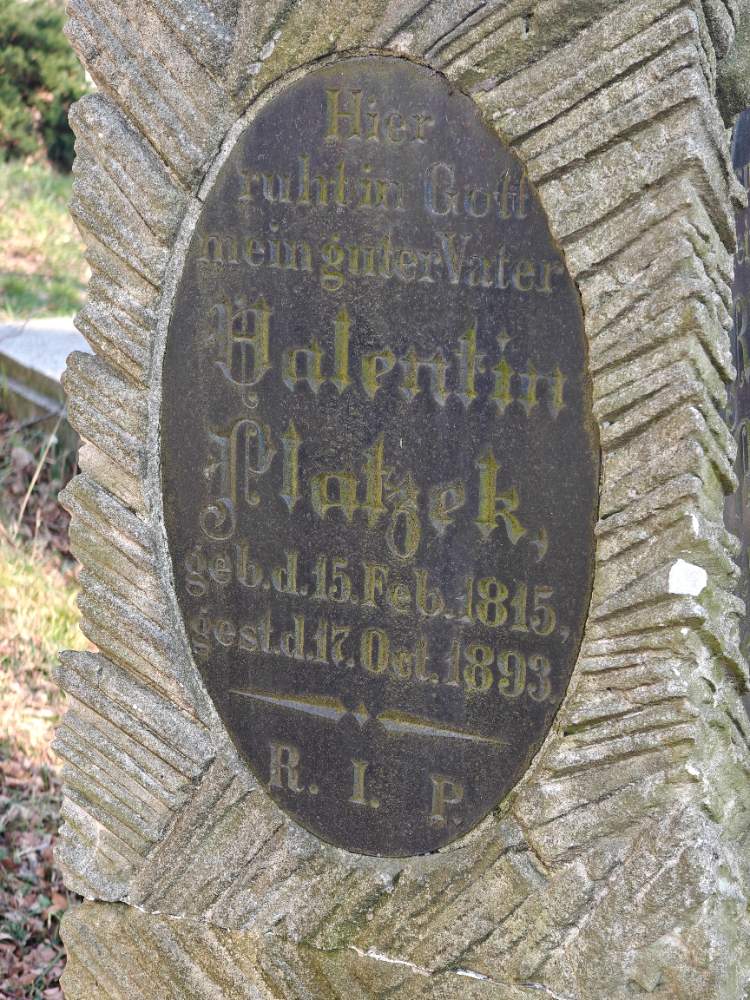 Hier
ruht in Gott
mein guter Vater
Valentin
Platzek,
geb. d. 15. Feb. 1815,
gest. d. 17. Oct. 1893.
R. I. P.